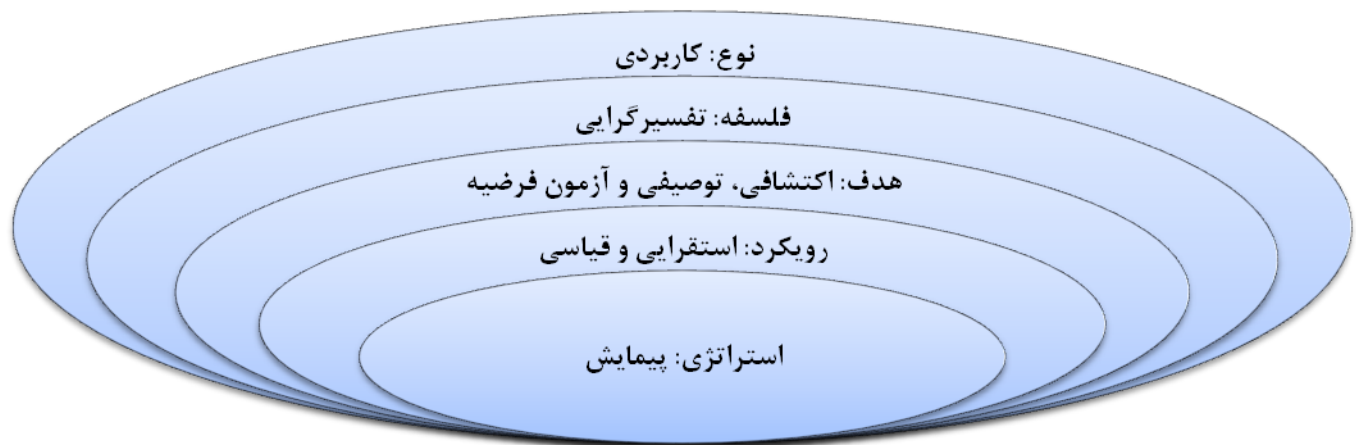 نوع: کاربردی
فلسفه: تفسیرگرایی
هدف: اکتشافی، توصیفی و آزمون فرضیه
رویکرد: استقرایی و قیاسی
استراتژی: پیمایش